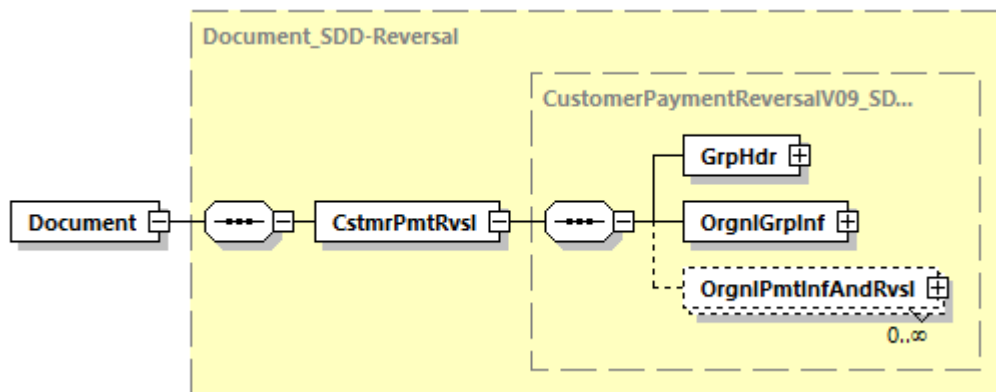 Document_SDD-Reversal
CustomerPaymentReversalV09_SD...
GrpHdr
Document
CstmrPmtRvsl
OrgnlGrpInf
OrgnlPmtInfAndRvsl
0..∞